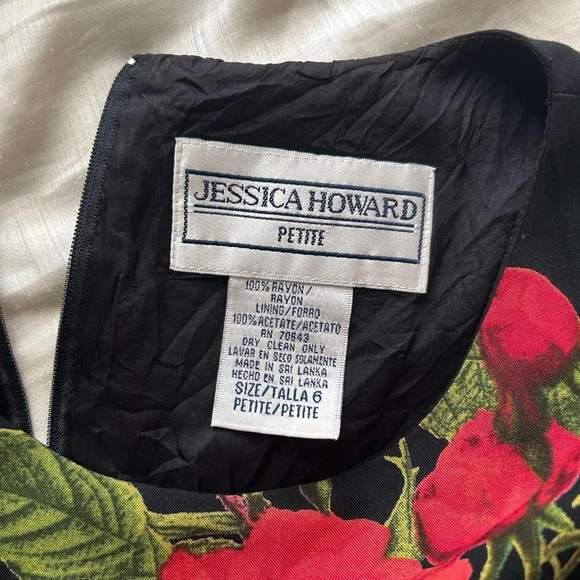 JESSICA HOWARD
PETITE
100% RAYON/
RAYON
LINING/FORRO
100% ACETATE/ACETATO
RN 70843
DRY CLEAN ONLY
LAVAR EN SECO SOLAMENTE
MADE IN SRI LANKA
HECHO EN SRI LANKA
SIZE/TALLA 6
PETITE/PETITE